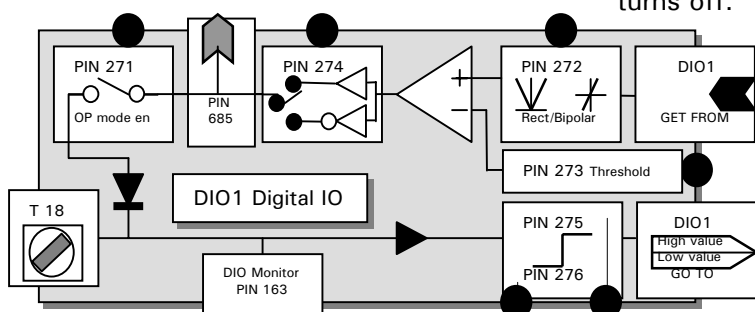 turns off.
PIN 271
OP mode en
PIN
685
PIN 274
+
−
PIN 272
Rect/Bipolar
DIO1
GET FROM
PIN 273 Threshold
T 18
DIO1 Digital IO
DIO Monitor
PIN 163
PIN 275
PIN 276
DIO1
High value
Low value
GO TO